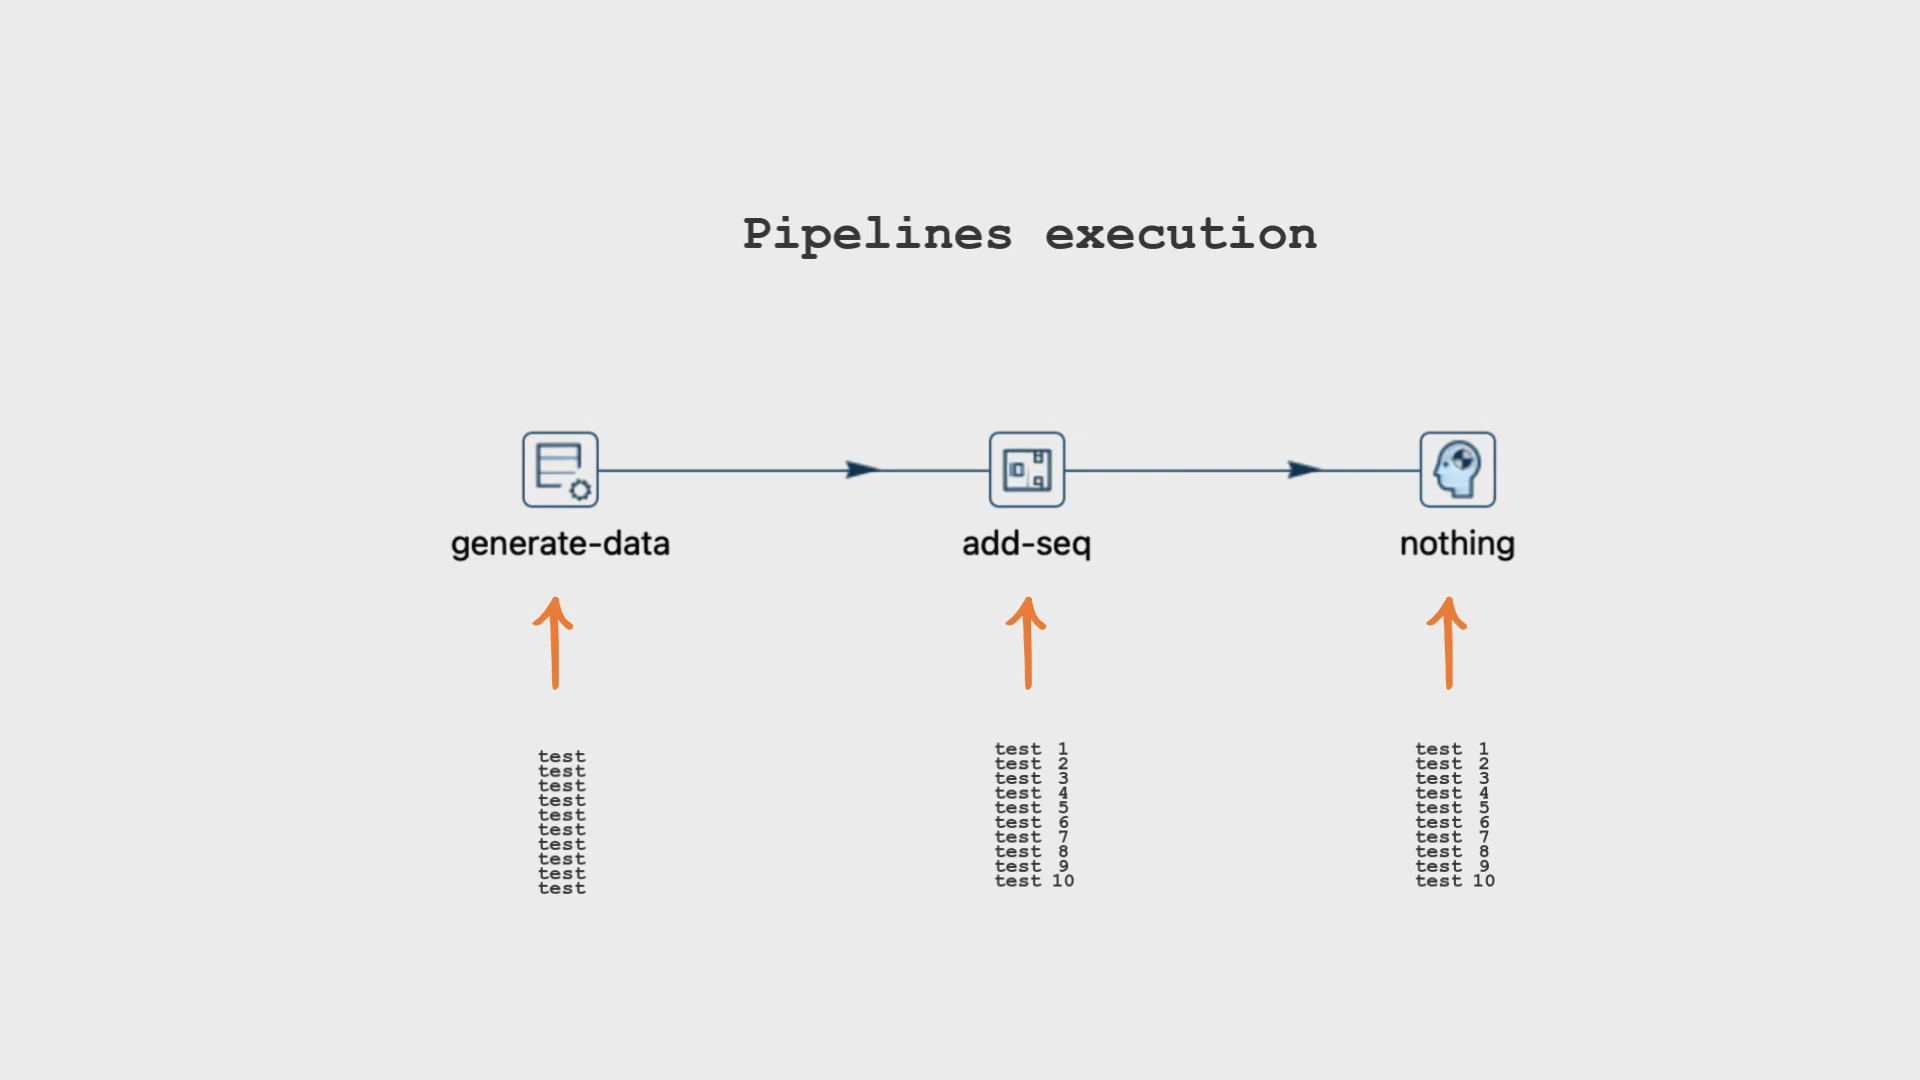 Pipelines execution
generate-data
add-seq
nothing
test
test
test
test
test
test
test
test
test
test
test 1
test 2
test 3
test 4
test 5
test 6
test 7
test 8
test 9
test 10
test 1
test 2
test 3
test 4
test 5
test 6
test 7
test 8
test 9
test 10